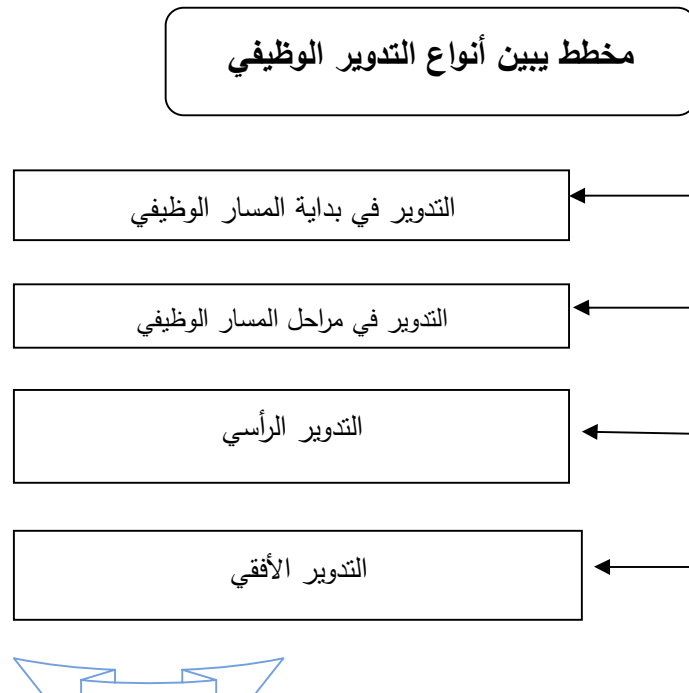 مخطط يبين أنواع التدوير الوظيفي
التدوير في بداية المسار الوظيفي
التدوير في مراحل المسار الوظيفي
التدوير الرأسي
التدوير الأفقي